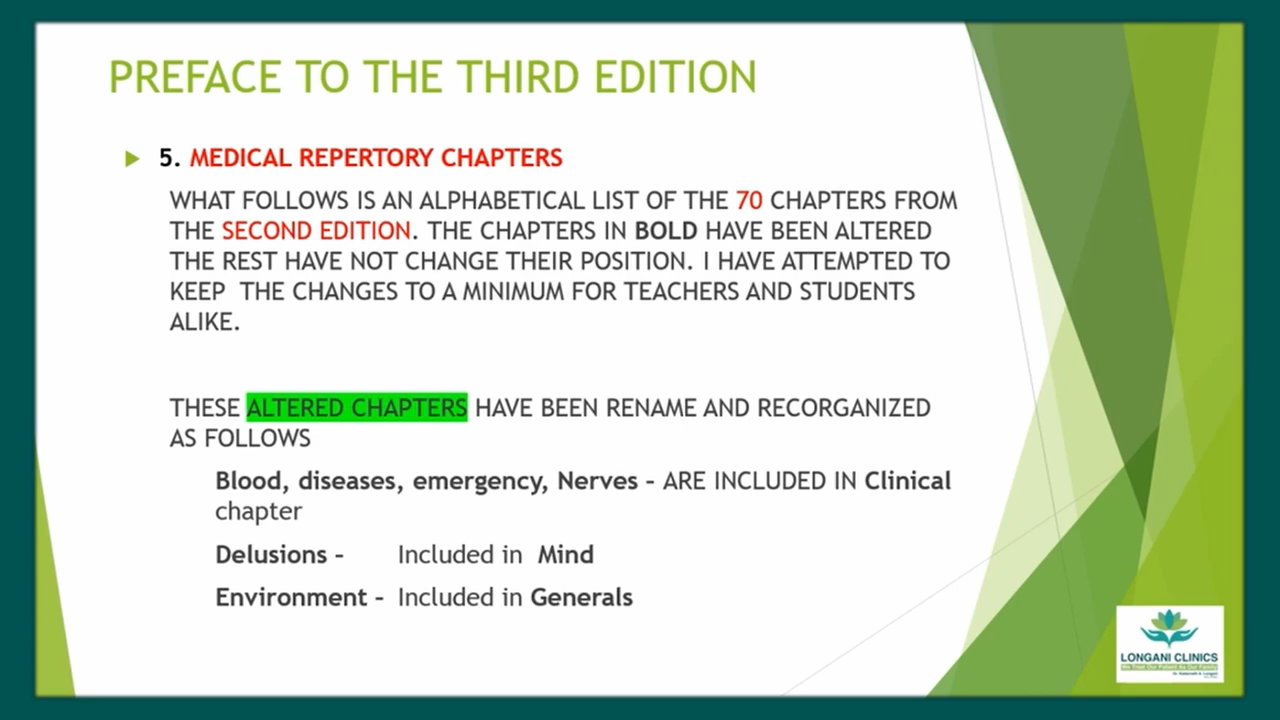 PREFACE TO THE THIRD EDITION
5. MEDICAL REPERTORY CHAPTERS
WHAT FOLLOWS IS AN ALPHABETICAL LIST OF THE 70 CHAPTERS FROM
THE SECOND EDITION. THE CHAPTERS IN BOLD HAVE BEEN ALTERED
THE REST HAVE NOT CHANGE THEIR POSITION. I HAVE ATTEMPTED TO
KEEP THE CHANGES TO A MINIMUM FOR TEACHERS AND STUDENTS
ALIKE.
THESE ALTERED CHAPTERS HAVE BEEN RENAME AND RECORGANIZED
AS FOLLOWS
Blood, diseases, emergency, Nerves - ARE INCLUDED IN Clinical
chapter
Delusions - Included in Mind
Environment - Included in Generals
LONGANI CLINICS
We Treat Our Patient As Our Family